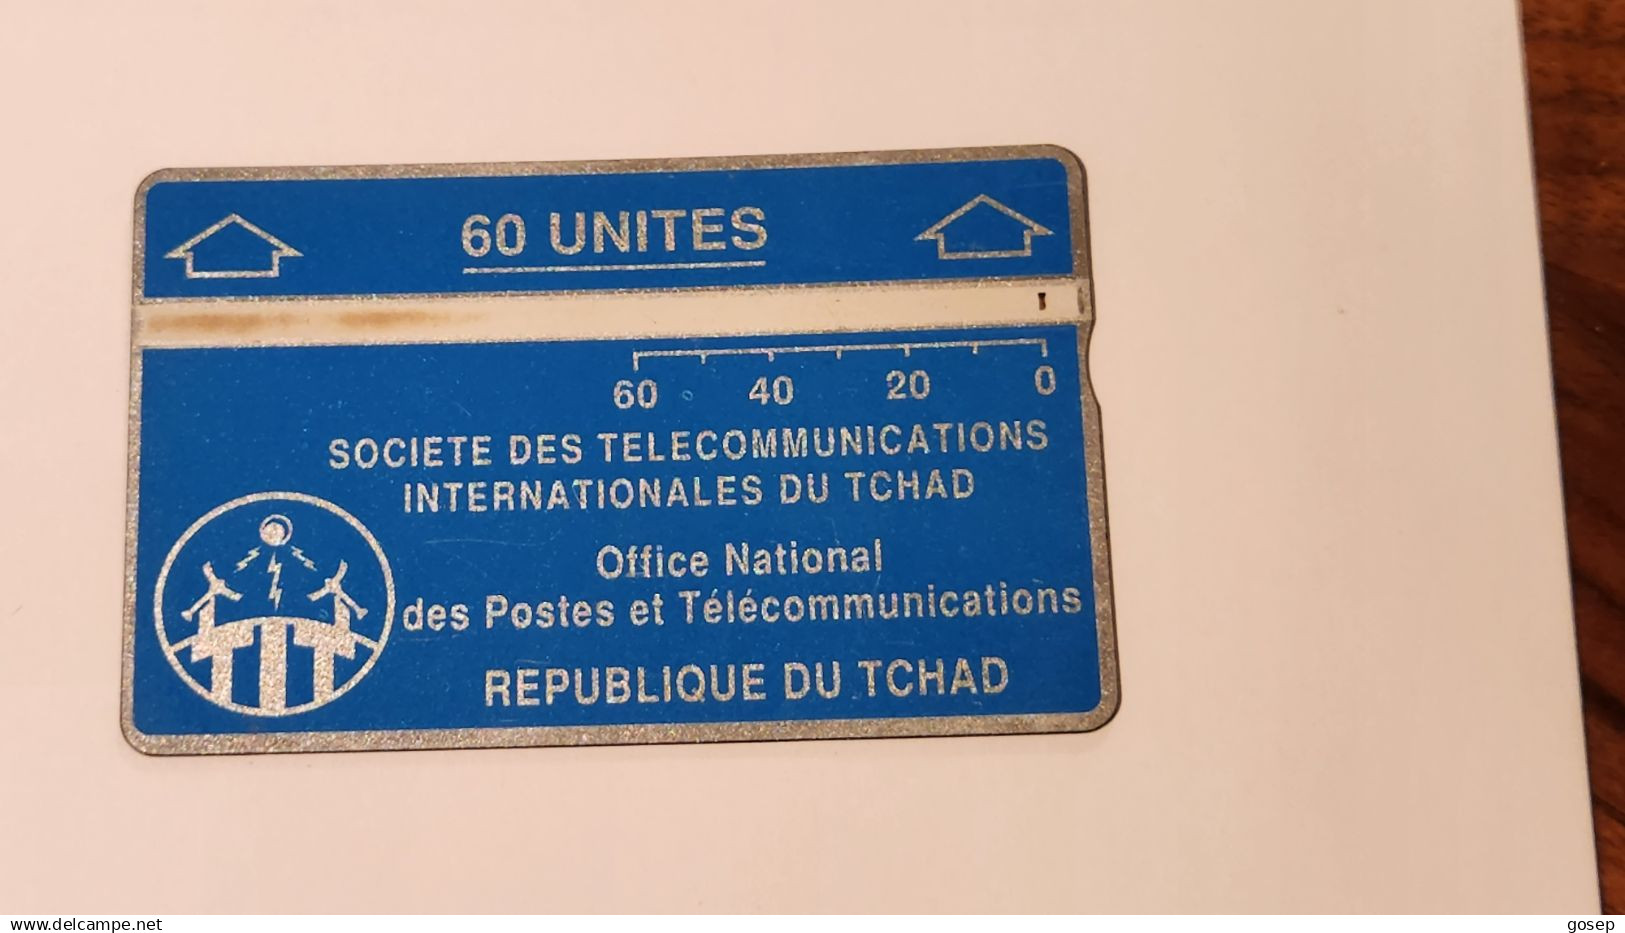 60 UNITES
60 40 20 0
SOCIETE DES TELECOMMUNICATIONS
INTERNATIONALES DU TCHAD
Office National
des Postes et Télécommunications
REPUBLIQUE DU TCHAD
www.delcampe.net
gosep